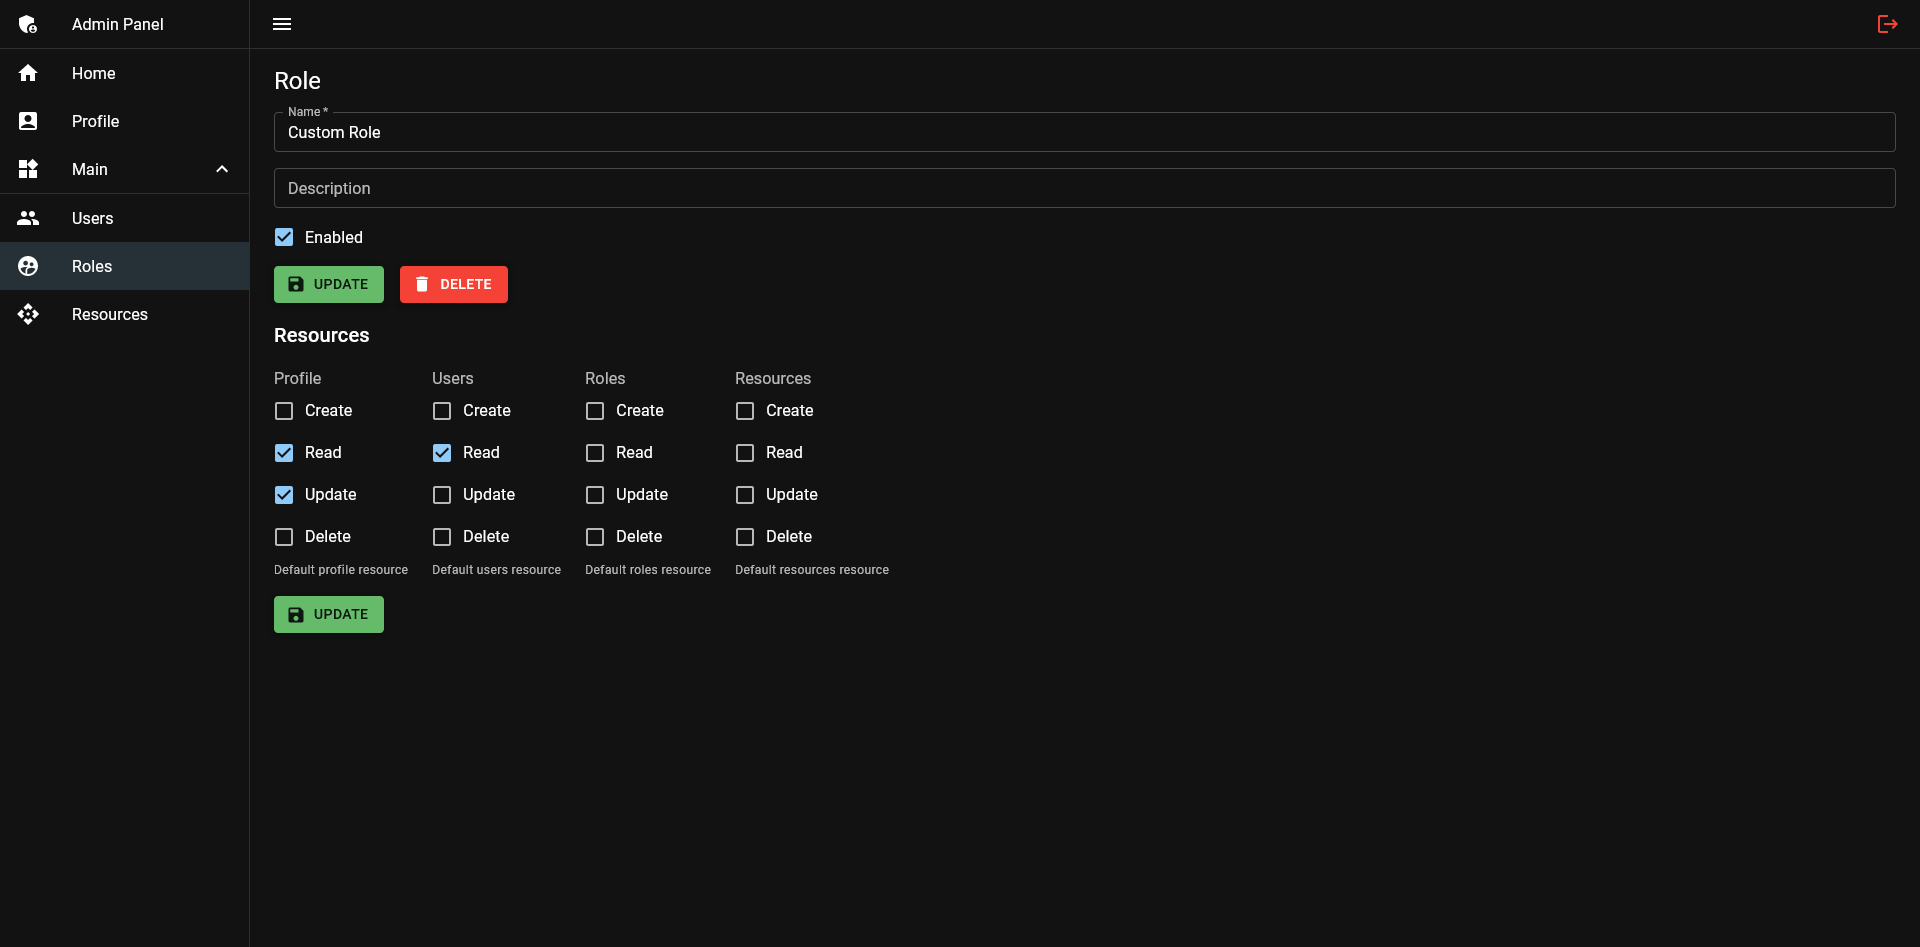 Admin Panel
Home
Profile
Main
Users
Roles
Resources
Role
Name *
Custom Role
Description
Enabled
UPDATE DELETE
Resources
Profile Users Roles Resources
Create Create Create Create
Read Read Read Read
Update Update Update Update
Delete Delete Delete Delete
Default profile resource Default users resource Default roles resource Default resources resource
UPDATE